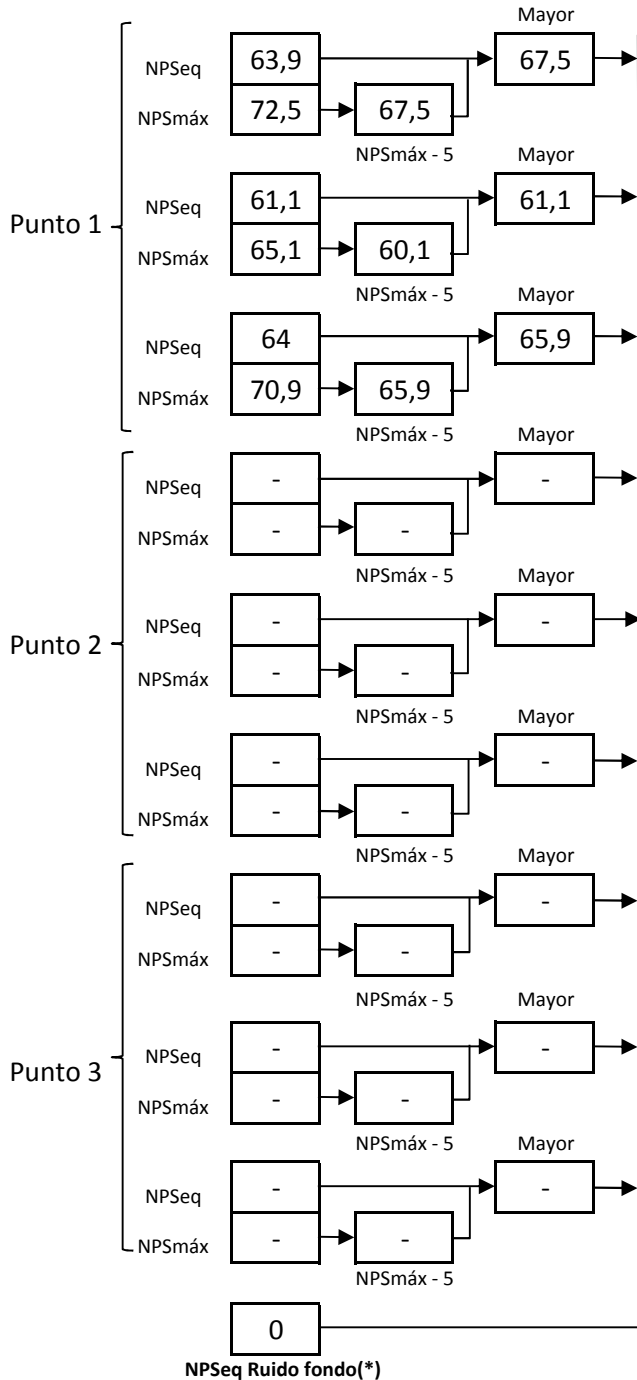 Mayor
NPSeq 63,9 67,5
NPSmáx 72,5 67,5
NPSmáx - 5 Mayor
NPSeq 61,1 61,1
Punto 1
NPSmáx 65,1 60,1
NPSmáx - 5 Mayor
NPSeq 64 65,9
NPSmáx 70,9 65,9
NPSmáx - 5 Mayor
NPSeq - -
NPSmáx - -
NPSmáx - 5 Mayor
NPSeq - -
Punto 2
NPSmáx - -
NPSmáx - 5 Mayor
NPSeq - -
NPSmáx - -
NPSmáx - 5 Mayor
NPSeq - -
NPSmáx - -
NPSmáx - 5 Mayor
NPSeq - -
Punto 3
NPSmáx - -
NPSmáx - 5 Mayor
NPSeq - -
NPSmáx - -
NPSmáx - 5
0
NPSeq Ruido fondo(*)